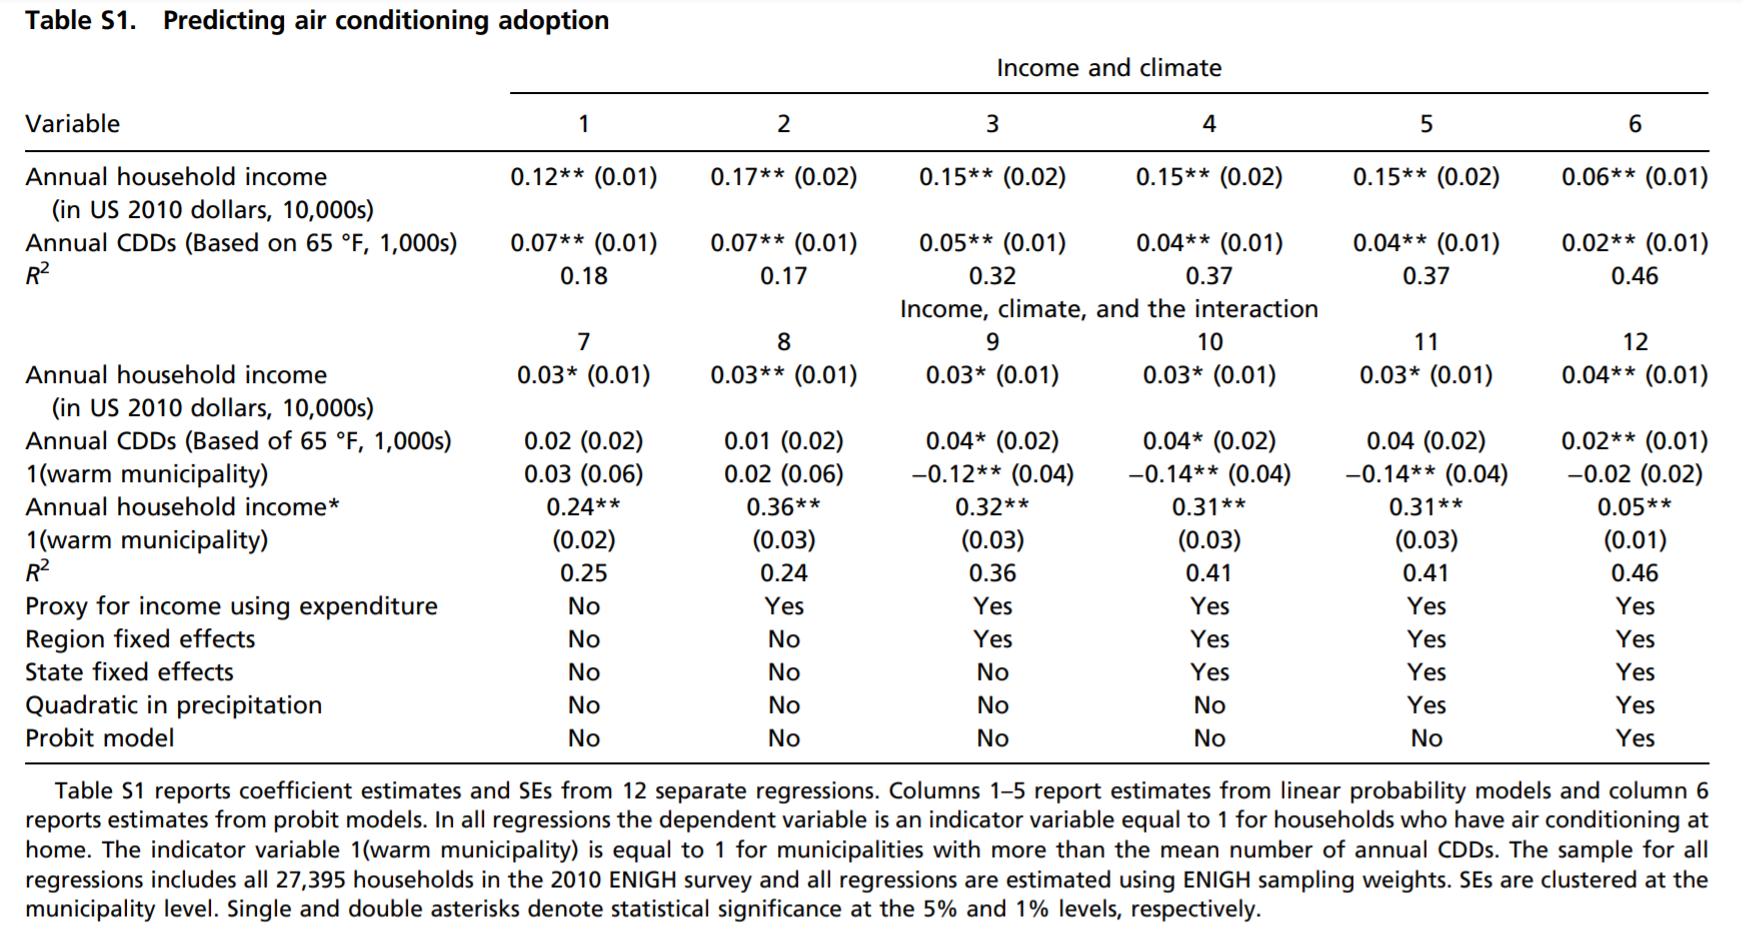 Table S1. Predicting air conditioning adoption
Income and climate
Variable 1 2 3 4 5 6
Annual household income 0.12** (0.01) 0.17** (0.02) 0.15** (0.02) 0.15** (0.02) 0.15** (0.02) 0.06** (0.01)
(in US 2010 dollars, 10,000s)
Annual CDDs (Based on 65 °F, 1,000s) 0.07** (0.01) 0.07** (0.01) 0.05** (0.01) 0.04** (0.01) 0.04** (0.01) 0.02** (0.01)
R² 0.18 0.17 0.32 0.37 0.37 0.46
Income, climate, and the interaction
7 8 9 10 11 12
Annual household income 0.03* (0.01) 0.03** (0.01) 0.03* (0.01) 0.03* (0.01) 0.03* (0.01) 0.04** (0.01)
(in US 2010 dollars, 10,000s)
Annual CDDs (Based of 65 °F, 1,000s) 0.02 (0.02) 0.01 (0.02) 0.04* (0.02) 0.04* (0.02) 0.04 (0.02) 0.02** (0.01)
1(warm municipality) 0.03 (0.06) 0.02 (0.06) −0.12** (0.04) −0.14** (0.04) −0.14** (0.04) −0.02 (0.02)
Annual household income* 0.24** 0.36** 0.32** 0.31** 0.31** 0.05**
1(warm municipality) (0.02) (0.03) (0.03) (0.03) (0.03) (0.01)
R² 0.25 0.24 0.36 0.41 0.41 0.46
Proxy for income using expenditure No Yes Yes Yes Yes Yes
Region fixed effects No No Yes Yes Yes Yes
State fixed effects No No No Yes Yes Yes
Quadratic in precipitation No No No No Yes Yes
Probit model No No No No No Yes
Table S1 reports coefficient estimates and SEs from 12 separate regressions. Columns 1–5 report estimates from linear probability models and column 6
reports estimates from probit models. In all regressions the dependent variable is an indicator variable equal to 1 for households who have air conditioning at
home. The indicator variable 1(warm municipality) is equal to 1 for municipalities with more than the mean number of annual CDDs. The sample for all
regressions includes all 27,395 households in the 2010 ENIGH survey and all regressions are estimated using ENIGH sampling weights. SEs are clustered at the
municipality level. Single and double asterisks denote statistical significance at the 5% and 1% levels, respectively.